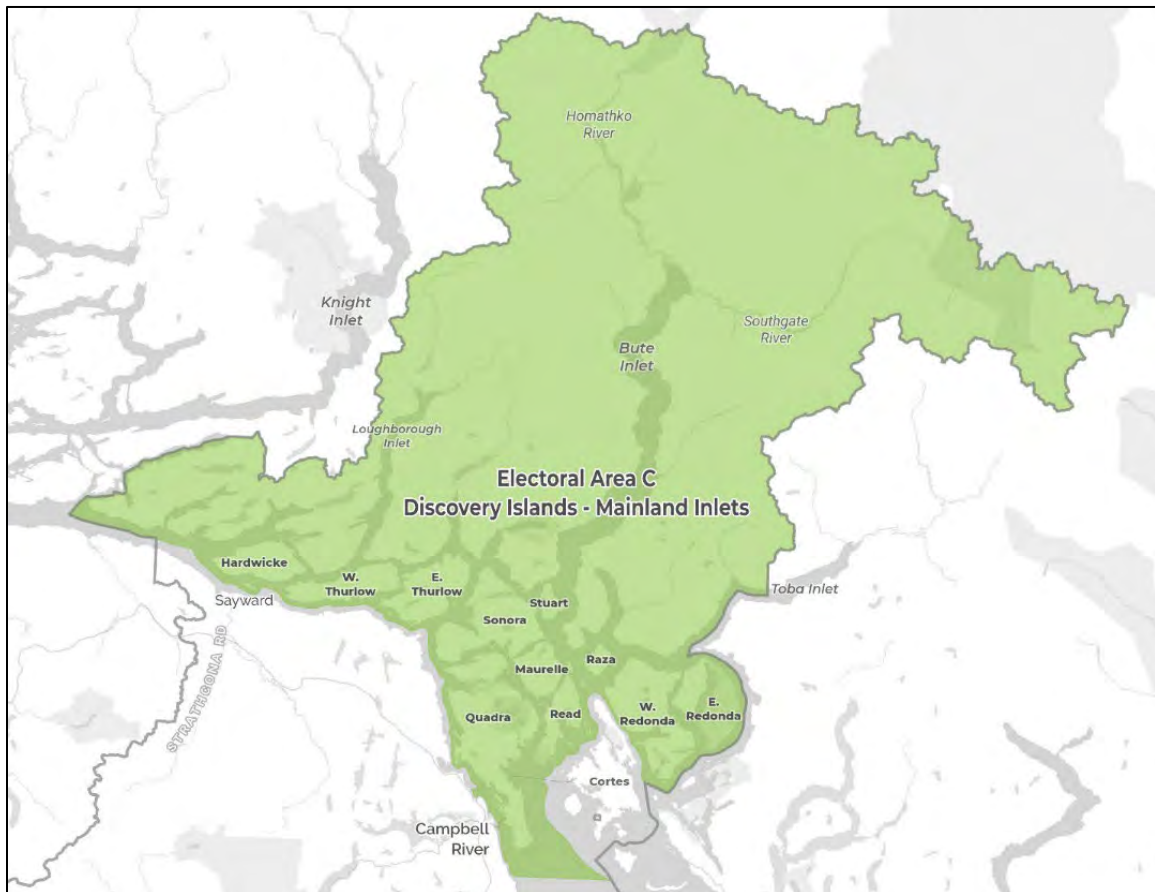 Homathko
River
Knight
Inlet
Southgate
River
Bute
Inlet
Loughborough
Inlet
Electoral Area C
Discovery Islands - Mainland Inlets
Hardwicke
W.
Thurlow
E.
Thurlow
Toba Inlet
Sayward
Stuart
Sonora
STRATHCONA RD
Raza
Maurelle
Quadra
Read
W.
Redonda
E.
Redonda
Cortes
Campbell
River